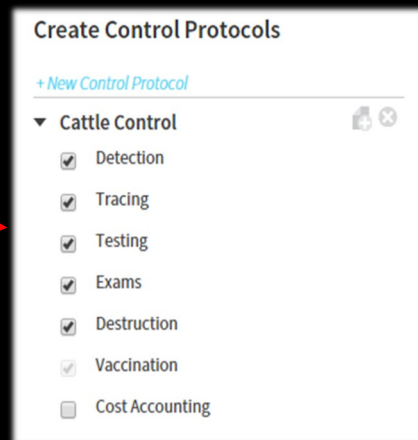 Create Control Protocols
+ New Control Protocol
Cattle Control
Detection
Tracing
Testing
Exams
Destruction
Vaccination
Cost Accounting